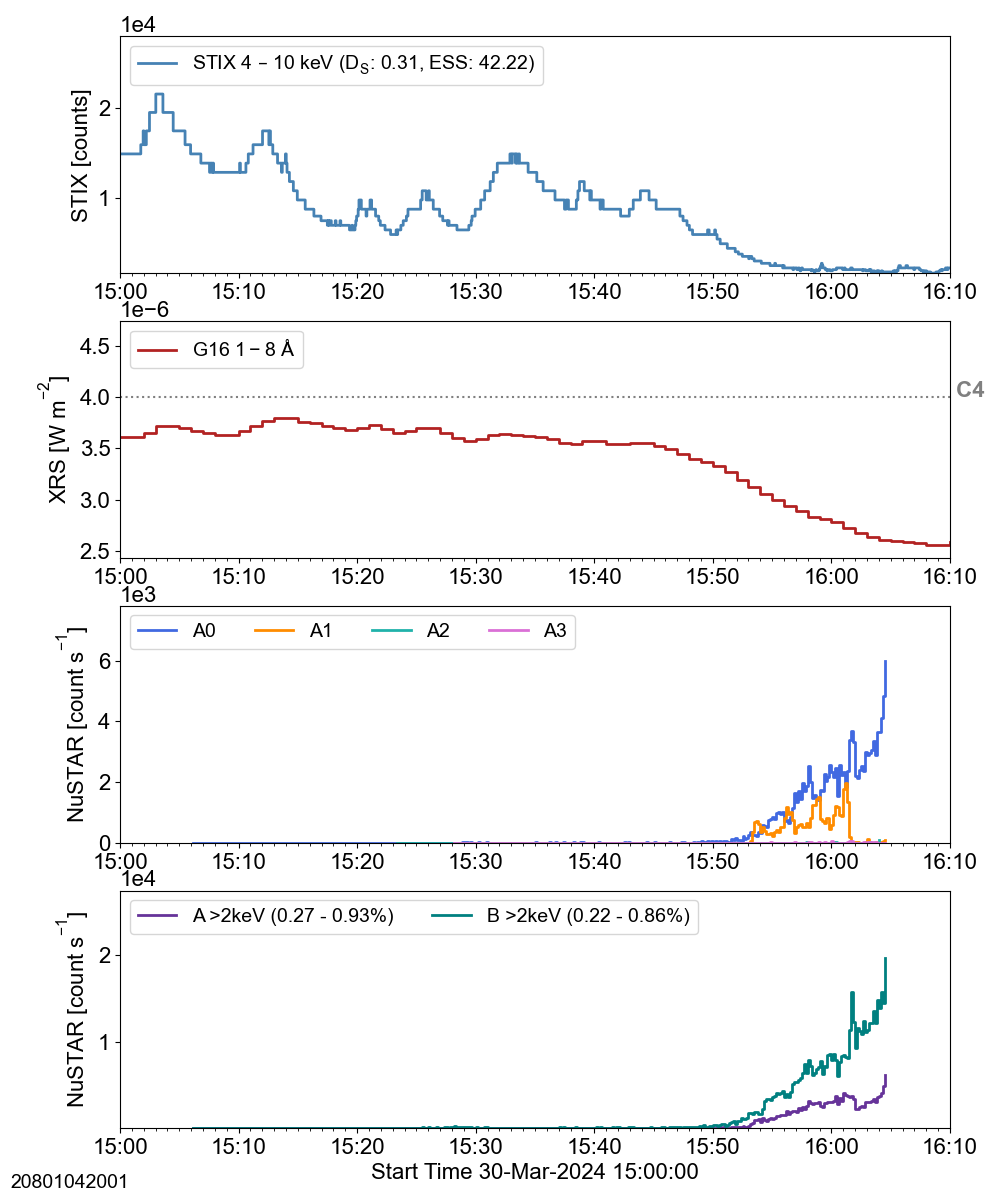 1e4
STIX 4 – 10 keV (D_S: 0.31, ESS: 42.22)
STIX [counts]
2
1
15:00 15:10 15:20 15:30 15:40 15:50 16:00 16:10
1e−6
G16 1 − 8 Å
XRS [W m⁻²]
4.5
4.0
3.5
3.0
2.5
C4
15:00 15:10 15:20 15:30 15:40 15:50 16:00 16:10
1e3
A0 A1 A2 A3
NuSTAR [count s⁻¹]
6
4
2
0
15:00 15:10 15:20 15:30 15:40 15:50 16:00 16:10
1e4
A >2keV (0.27 - 0.93%) B >2keV (0.22 - 0.86%)
NuSTAR [count s⁻¹]
2
1
15:00 15:10 15:20 15:30 15:40 15:50 16:00 16:10
Start Time 30-Mar-2024 15:00:00
20801042001